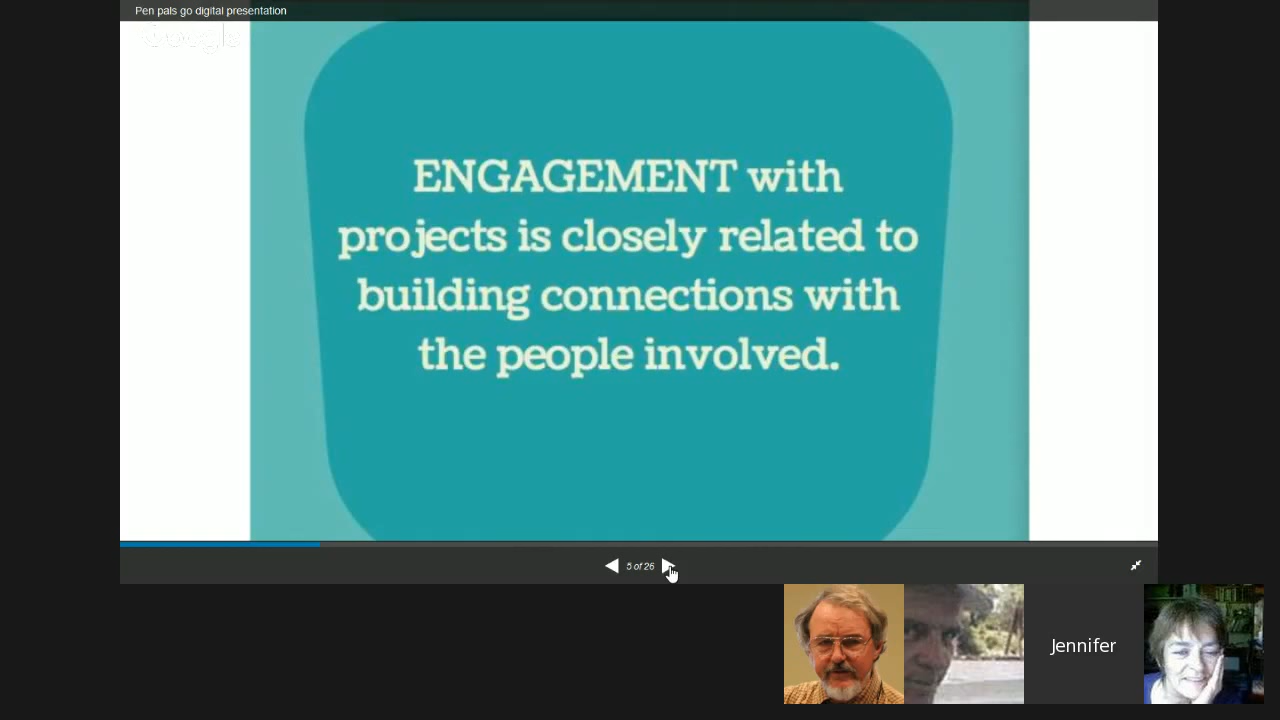 Pen pals go digital presentation
Google
ENGAGEMENT with
projects is closely related to
building connections with
the people involved.
5 of 26
Jennifer